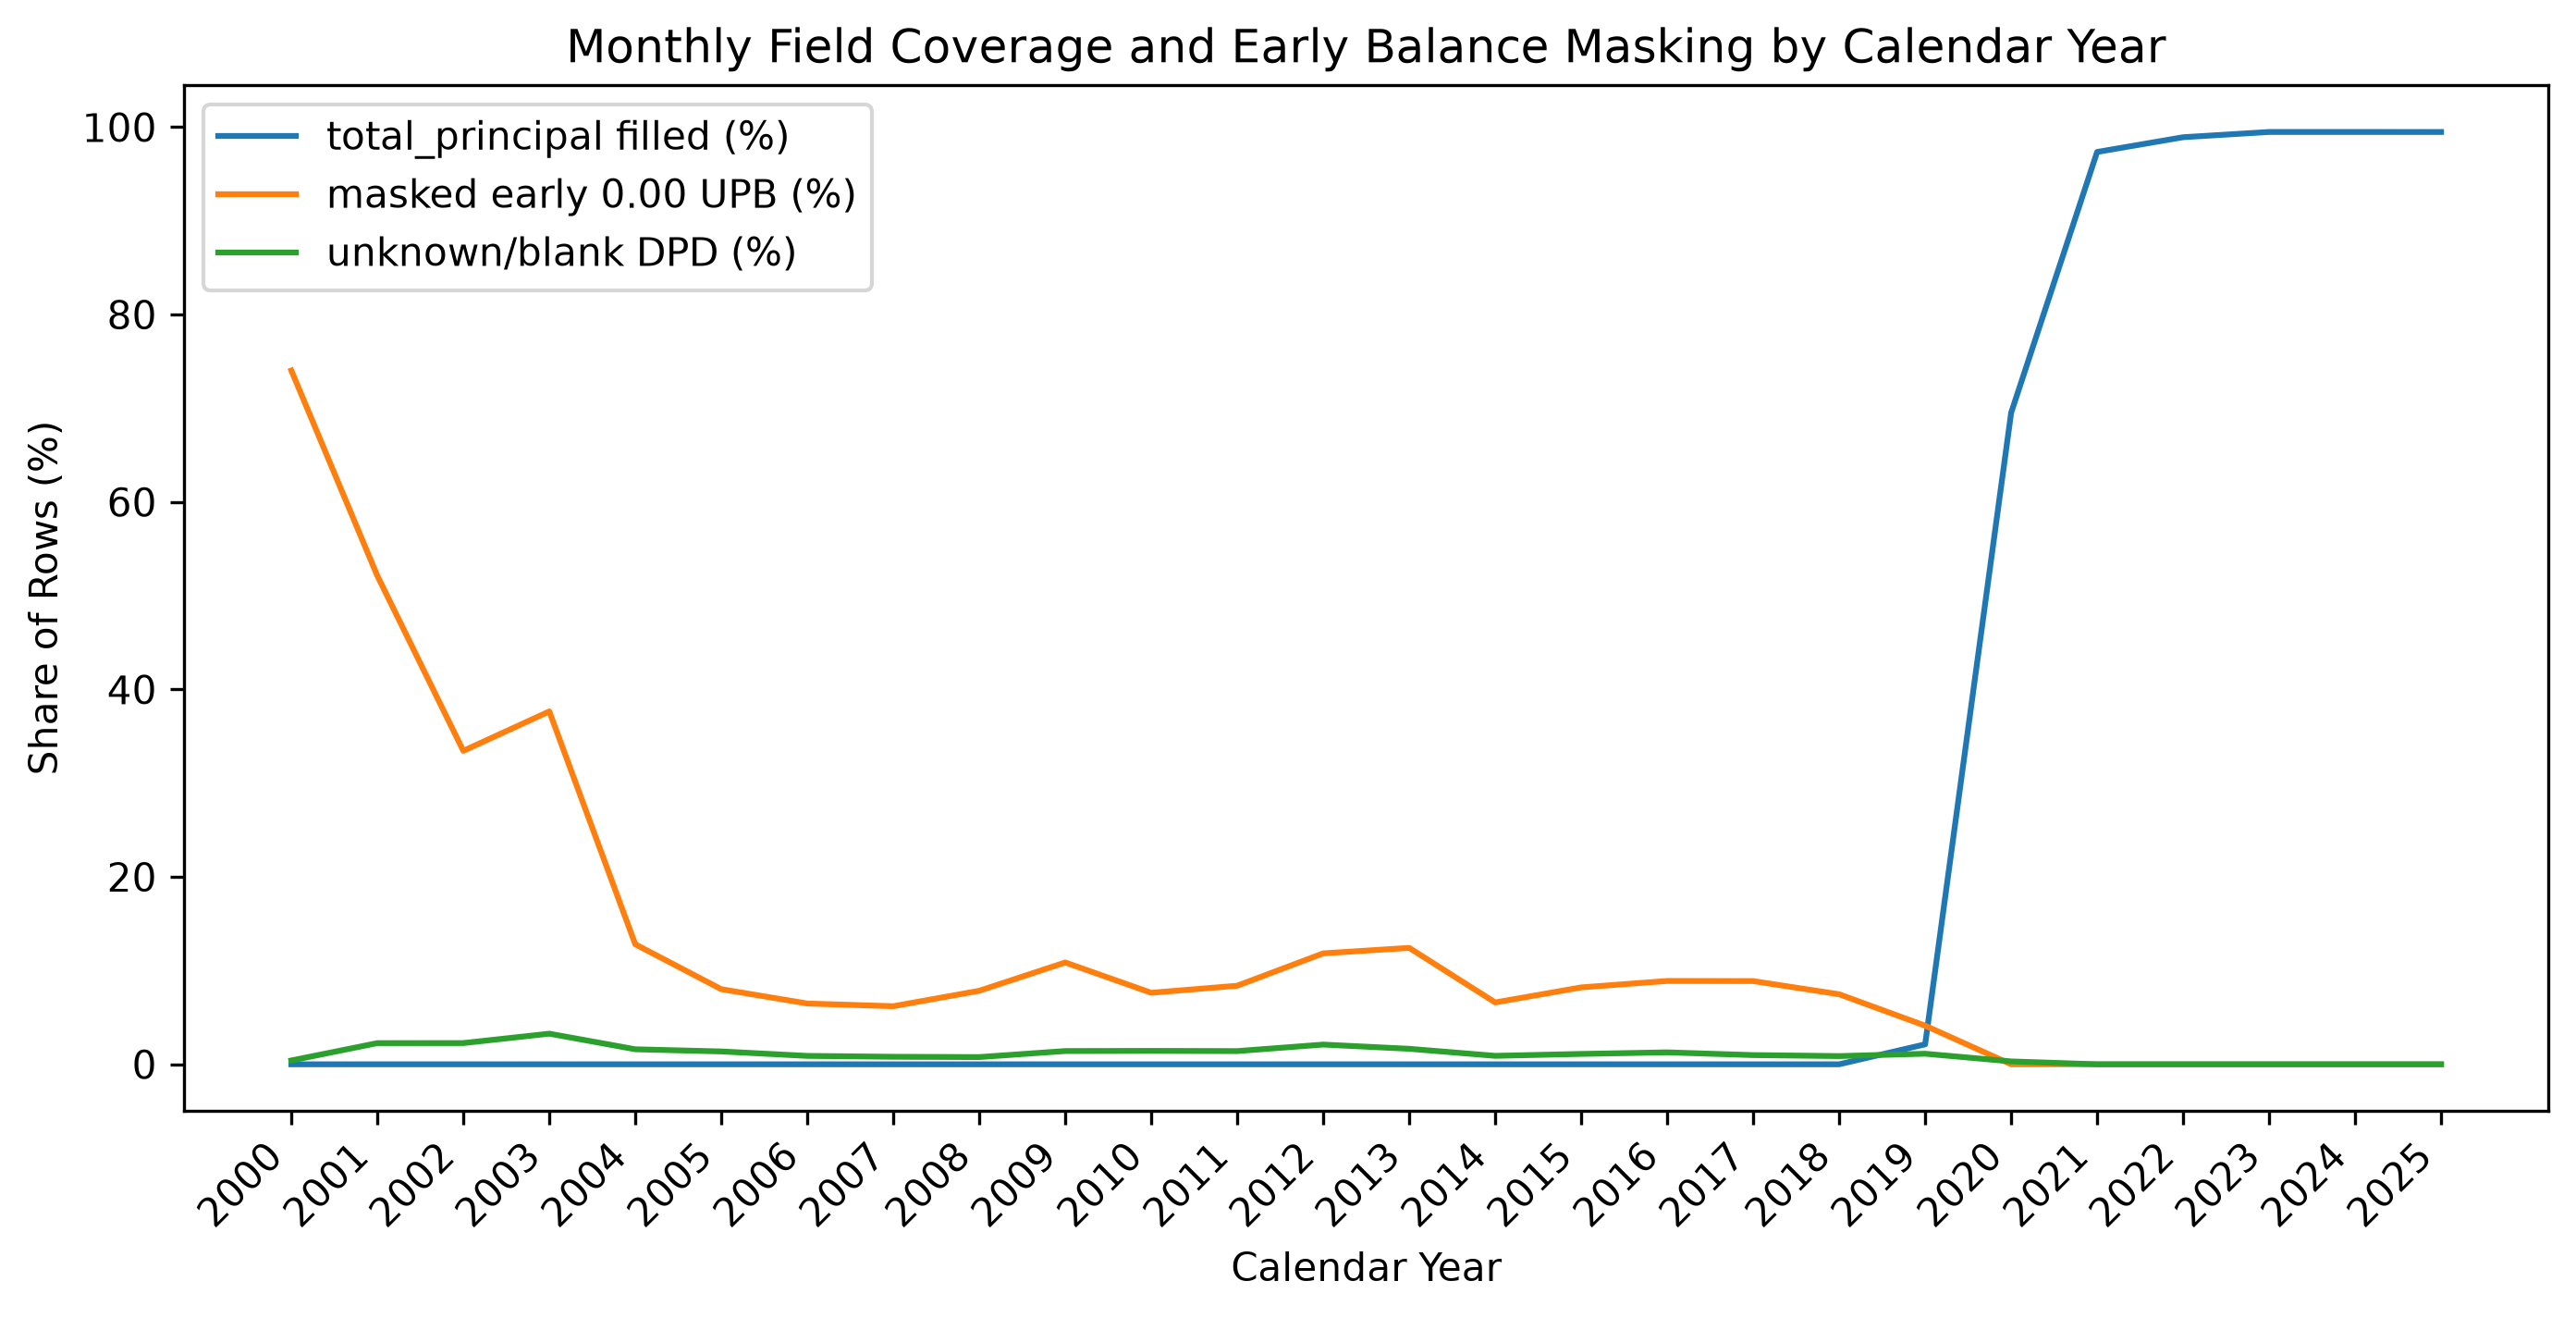 Monthly Field Coverage and Early Balance Masking by Calendar Year
total_principal filled (%)
masked early 0.00 UPB (%)
unknown/blank DPD (%)
Share of Rows (%)
100
80
60
40
20
0
2000 2001 2002 2003 2004 2005 2006 2007 2008 2009 2010 2011 2012 2013 2014 2015 2016 2017 2018 2019 2020 2021 2022 2023 2024 2025
Calendar Year